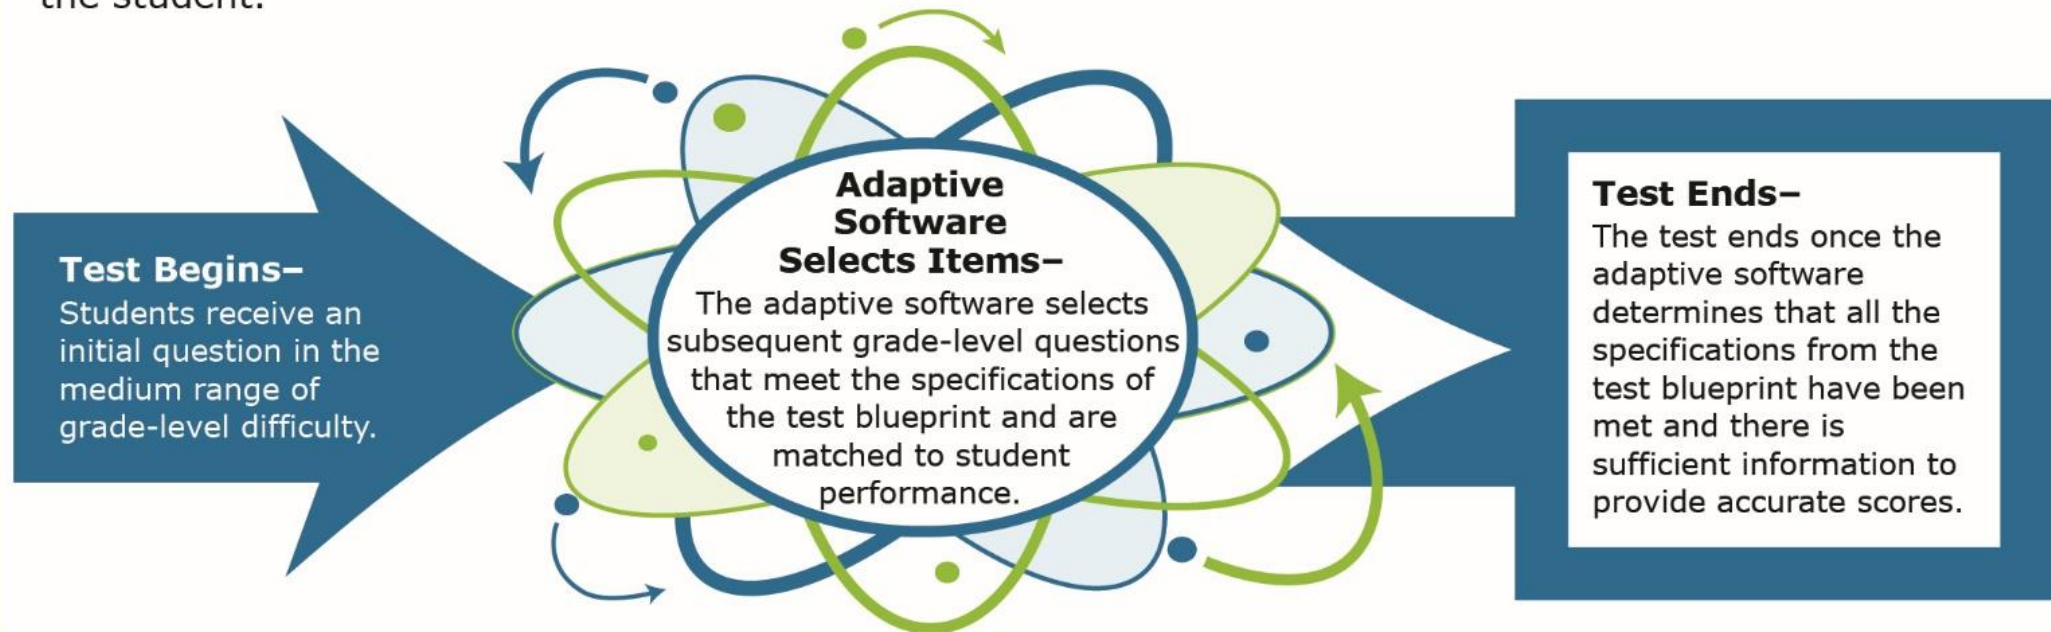 the student.
Test Begins–
Students receive an
initial question in the
medium range of
grade-level difficulty.
Adaptive
Software
Selects Items–
The adaptive software selects
subsequent grade-level questions
that meet the specifications of
the test blueprint and are
matched to student
performance.
Test Ends–
The test ends once the
adaptive software
determines that all the
specifications from the
test blueprint have been
met and there is
sufficient information to
provide accurate scores.